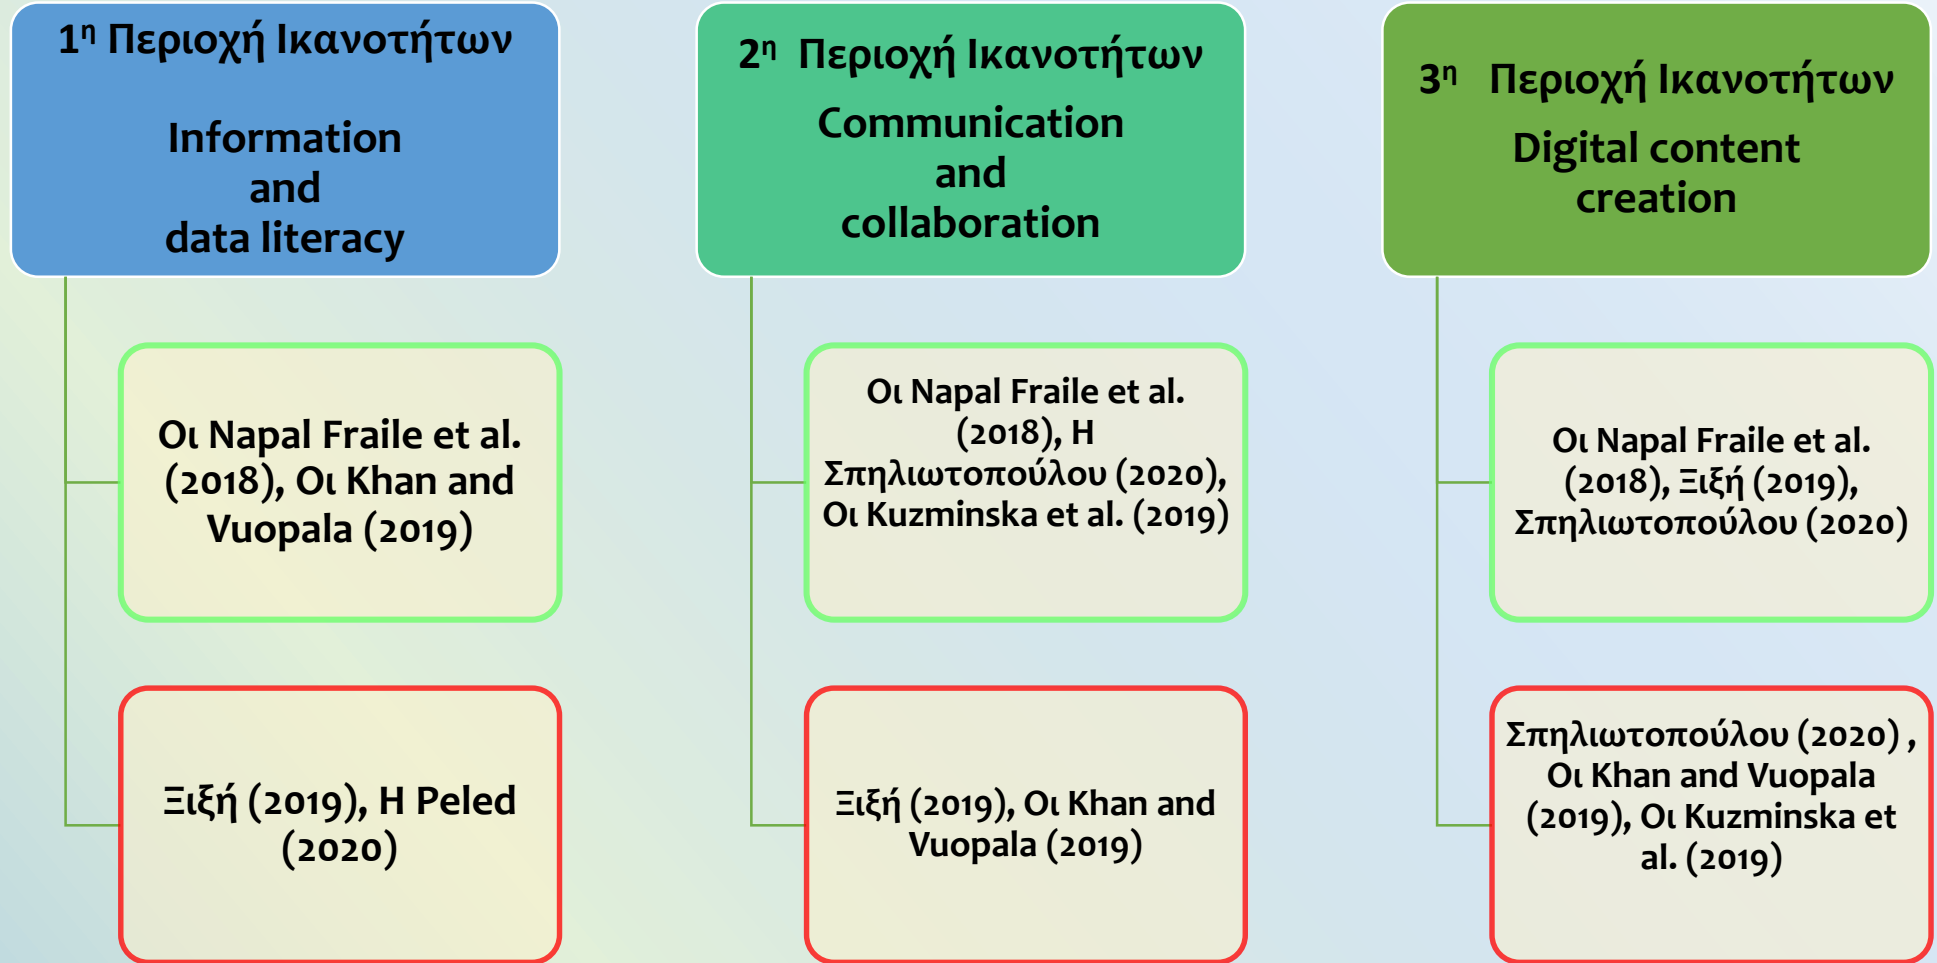 1η Περιοχή Ικανοτήτων
Information
and
data literacy
Οι Napal Fraile et al.
(2018), Οι Khan and
Vuopala (2019)
Ξιξή (2019), Η Peled
(2020)
2η Περιοχή Ικανοτήτων
Communication
and
collaboration
Οι Napal Fraile et al.
(2018), Η
Σπηλιωτοπούλου (2020),
Οι Kuzminska et al. (2019)
Ξιξή (2019), Οι Khan and
Vuopala (2019)
3η Περιοχή Ικανοτήτων
Digital content
creation
Οι Napal Fraile et al.
(2018), Ξιξή (2019),
Σπηλιωτοπούλου (2020)
Σπηλιωτοπούλου (2020) ,
Οι Khan and Vuopala
(2019), Οι Kuzminska et
al. (2019)